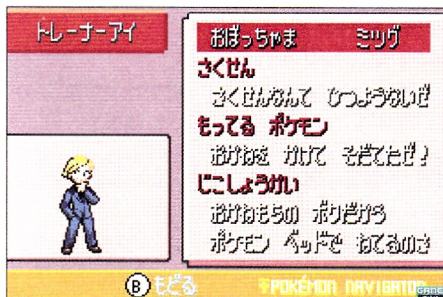 トレーナーアイ
おぼっちゃま ミツグ
さくせん
さくせんなんて ひつようないぜ
もってる ポケモン
おかねを かけて そだてたぜ!
じこしょうかい
おかねもちの ボクだから
ポケモン ベッドで ねてるのさ
Ⓑもどる
POKéMON NAVIGATOR
GAME